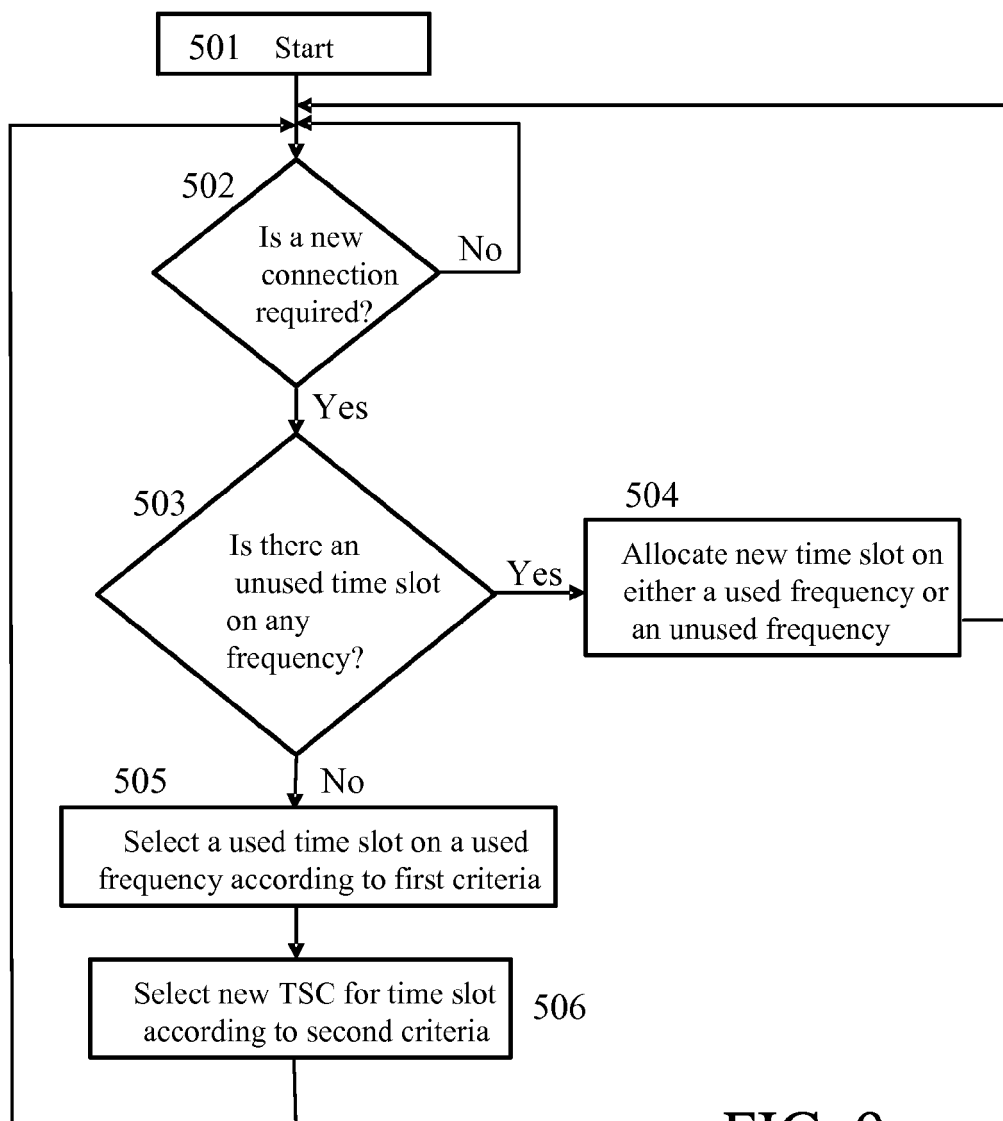 501 Start
502
Is a new
connection
required?
No
Yes
503
Is there an
unused time slot
on any
frequency?
Yes
504
Allocate new time slot on
either a used frequency or
an unused frequency
No
505
Select a used time slot on a used
frequency according to first criteria
Select new TSC for time slot
according to second criteria
506
FIG.